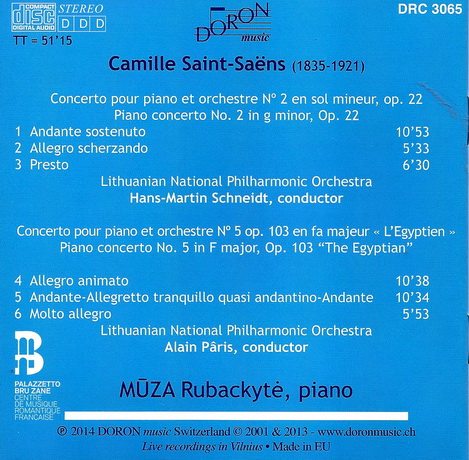 COMPACT disc DIGITAL AUDIO
STEREO
DDD
TT = 51'15
DORON music
DRC 3065
Camille Saint-Saëns (1835-1921)
Concerto pour piano et orchestre Nº 2 en sol mineur, op. 22
Piano concerto No. 2 in g minor, Op. 22
1 Andante sostenuto 10'53
2 Allegro scherzando 5'33
3 Presto 6'30
Lithuanian National Philharmonic Orchestra
Hans-Martin Schneidt, conductor
Concerto pour piano et orchestre Nº 5 op. 103 en fa majeur « L'Egyptien »
Piano concerto No. 5 in F major, Op. 103 “The Egyptian”
4 Allegro animato 10'38
5 Andante-Allegretto tranquillo quasi andantino-Andante 10'34
6 Molto allegro 5'53
Lithuanian National Philharmonic Orchestra
Alain Pâris, conductor
PALAZZETTO
BRU ZANE
CENTRE
DE MUSIQUE
ROMANTIQUE
FRANÇAISE
MŪZA Rubackytė, piano
℗ 2014 DORON music Switzerland © 2001 & 2013 - www.doronmusic.ch
Live recordings in Vilnius • Made in EU